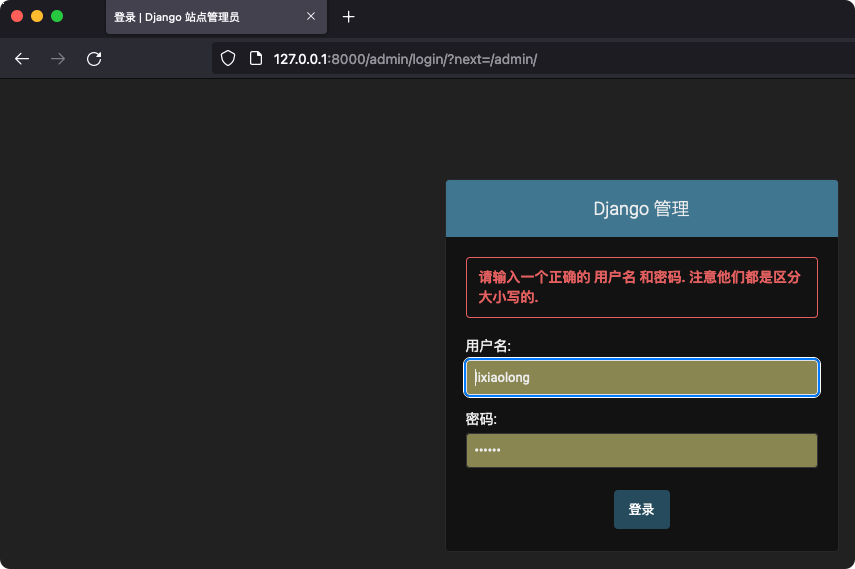 登录 | Django 站点管理员
127.0.0.1:8000/admin/login/?next=/admin/
Django 管理
请输入一个正确的 用户名 和密码. 注意他们都是区分
大小写的.
用户名:
lixiaolong
密码:
••••••
登录